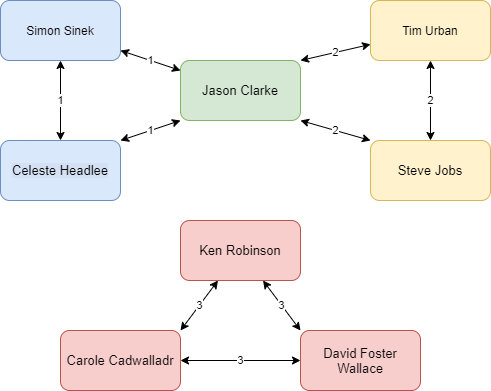 Simon Sinek
Tim Urban
1
2
Jason Clarke
1
2
1
2
Celeste Headlee
Steve Jobs
Ken Robinson
3
3
Carole Cadwalladr
3
David Foster
Wallace